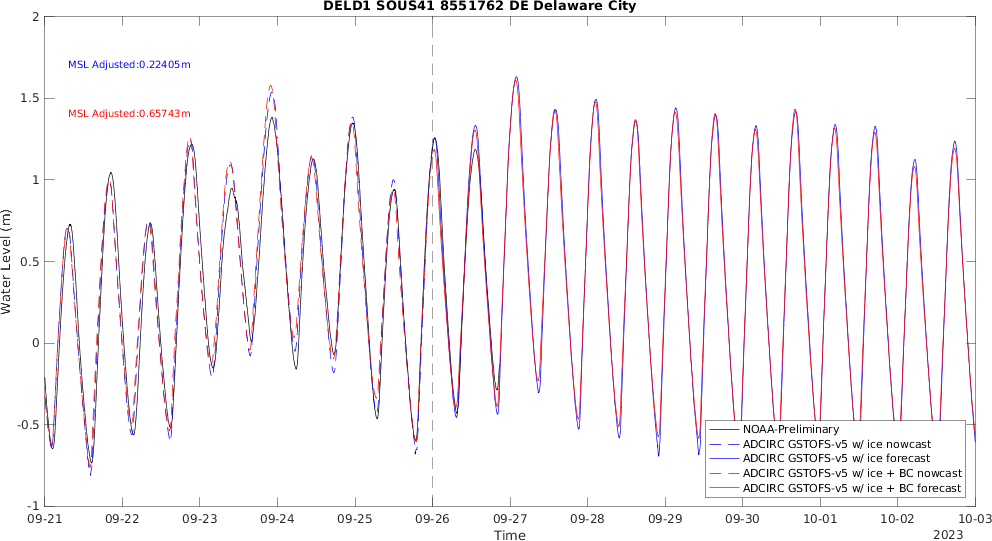 DELD1 SOUS41 8551762 DE Delaware City
MSL Adjusted:0.22405m
MSL Adjusted:0.65743m
Water Level (m)
2
1.5
1
0.5
0
-0.5
-1
NOAA-Preliminary
ADCIRC GSTOFS-v5 w/ ice nowcast
ADCIRC GSTOFS-v5 w/ ice forecast
ADCIRC GSTOFS-v5 w/ ice + BC nowcast
ADCIRC GSTOFS-v5 w/ ice + BC forecast
09-21 09-22 09-23 09-24 09-25 09-26 09-27 09-28 09-29 09-30 10-01 10-02 10-03
Time
2023